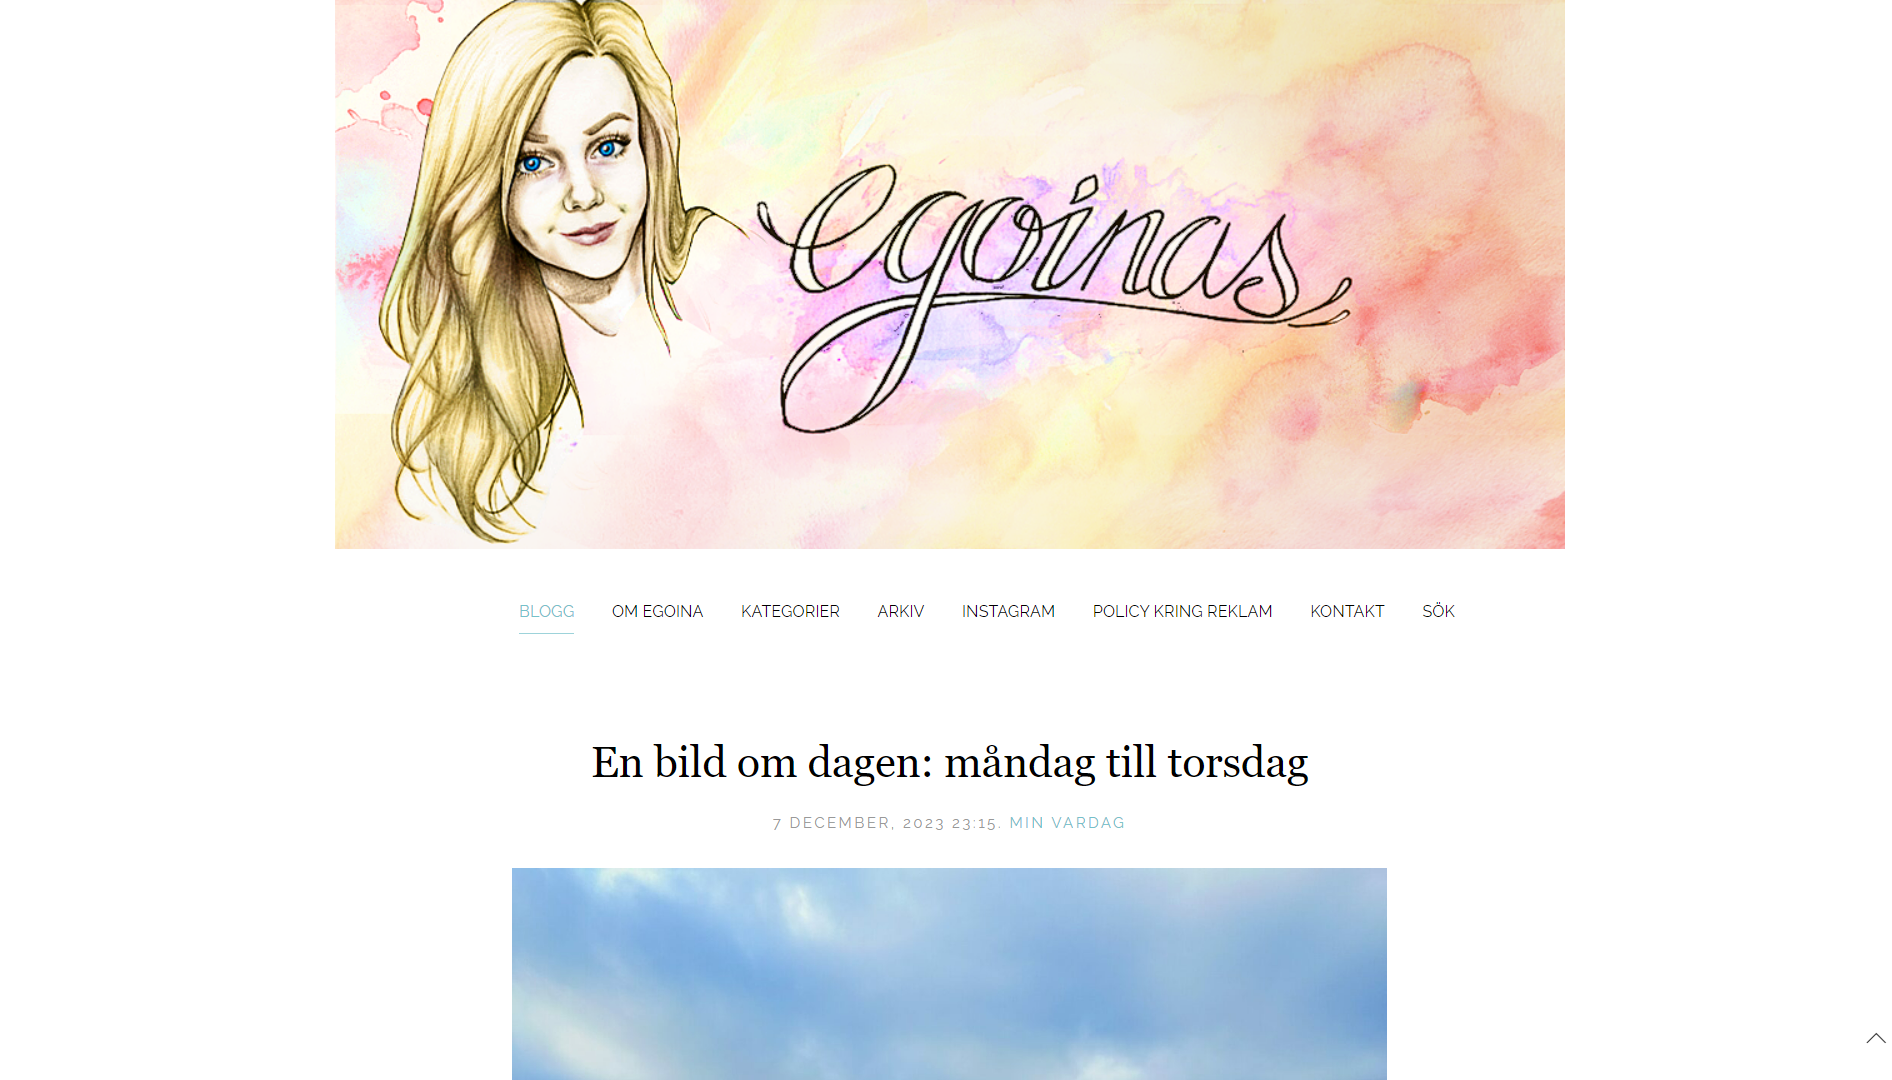 egoinas
BLOGG OM EGOINA KATEGORIER ARKIV INSTAGRAM POLICY KRING REKLAM KONTAKT SÖK
En bild om dagen: måndag till torsdag
7 DECEMBER, 2023 23:15. MIN VARDAG